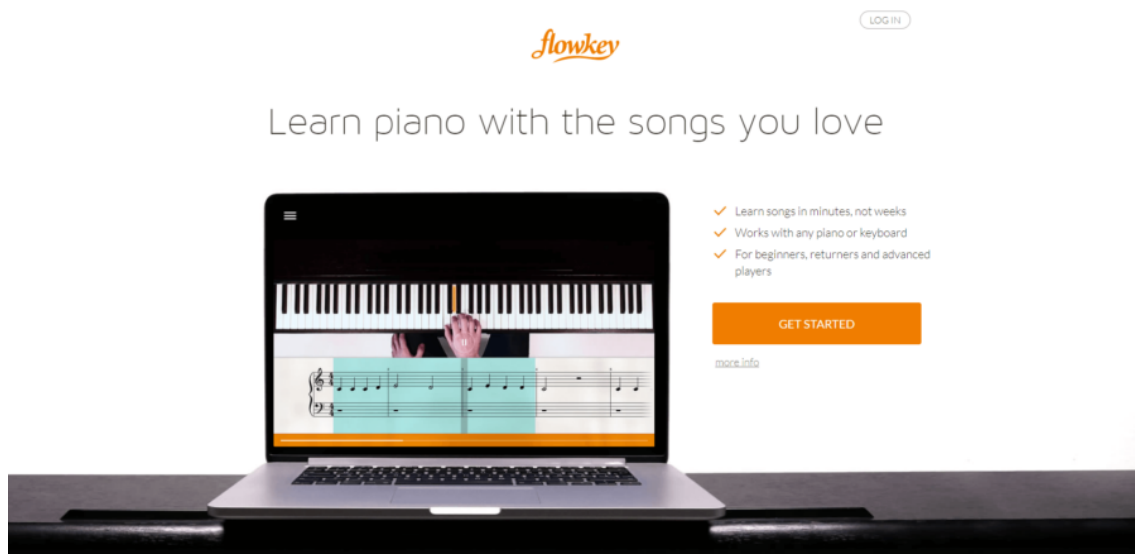 LOG IN
flowkey
Learn piano with the songs you love
Learn songs in minutes, not weeks
Works with any piano or keyboard
For beginners, returners and advanced
players
GET STARTED
more info